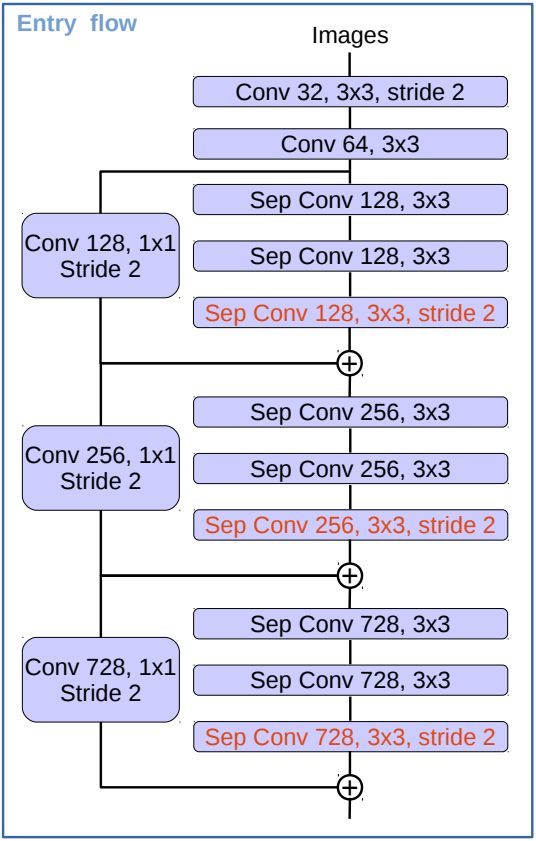 Entry flow
Images
Conv 32, 3x3, stride 2
Conv 64, 3x3
Sep Conv 128, 3x3
Conv 128, 1x1
Stride 2
Sep Conv 128, 3x3
Sep Conv 128, 3x3, stride 2
+
Sep Conv 256, 3x3
Conv 256, 1x1
Stride 2
Sep Conv 256, 3x3
Sep Conv 256, 3x3, stride 2
+
Sep Conv 728, 3x3
Conv 728, 1x1
Stride 2
Sep Conv 728, 3x3
Sep Conv 728, 3x3, stride 2
+